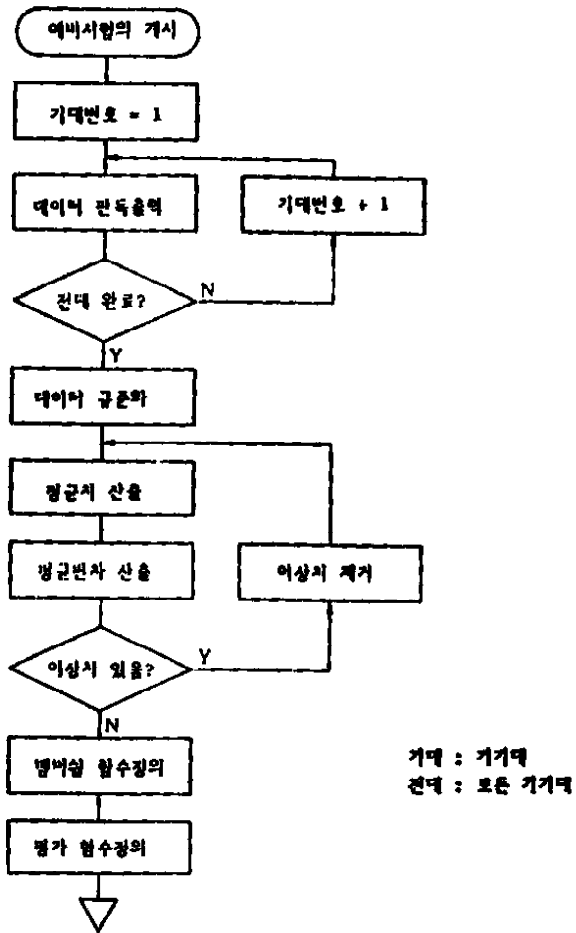 예비시험의 개시
기대번호 = 1
데이터 판독출력
기대번호 + 1
전대 완료?
N
Y
데이터 규준화
평균치 산출
평균편차 산출
이상치 제거
이상치 있음?
Y
N
멤버쉽 함수정의
평가 함수정의
기대 : 기기대
전대 : 모든 기기대